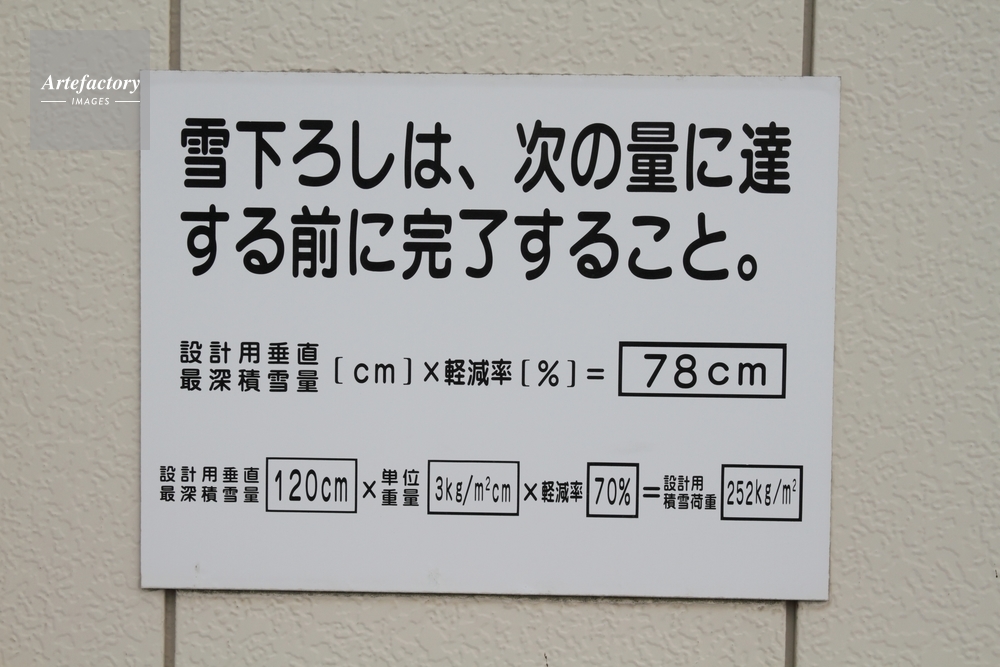 Artefactory
IMAGES
雪下ろしは、次の量に達
する前に完了すること。
設計用垂直
最深積雪量 [cm]×軽減率[%]= 78cm
設計用垂直
最深積雪量 120cm × 単位
重量 3kg/m²cm × 軽減率 70% = 設計用
積雪荷重 252kg/m²